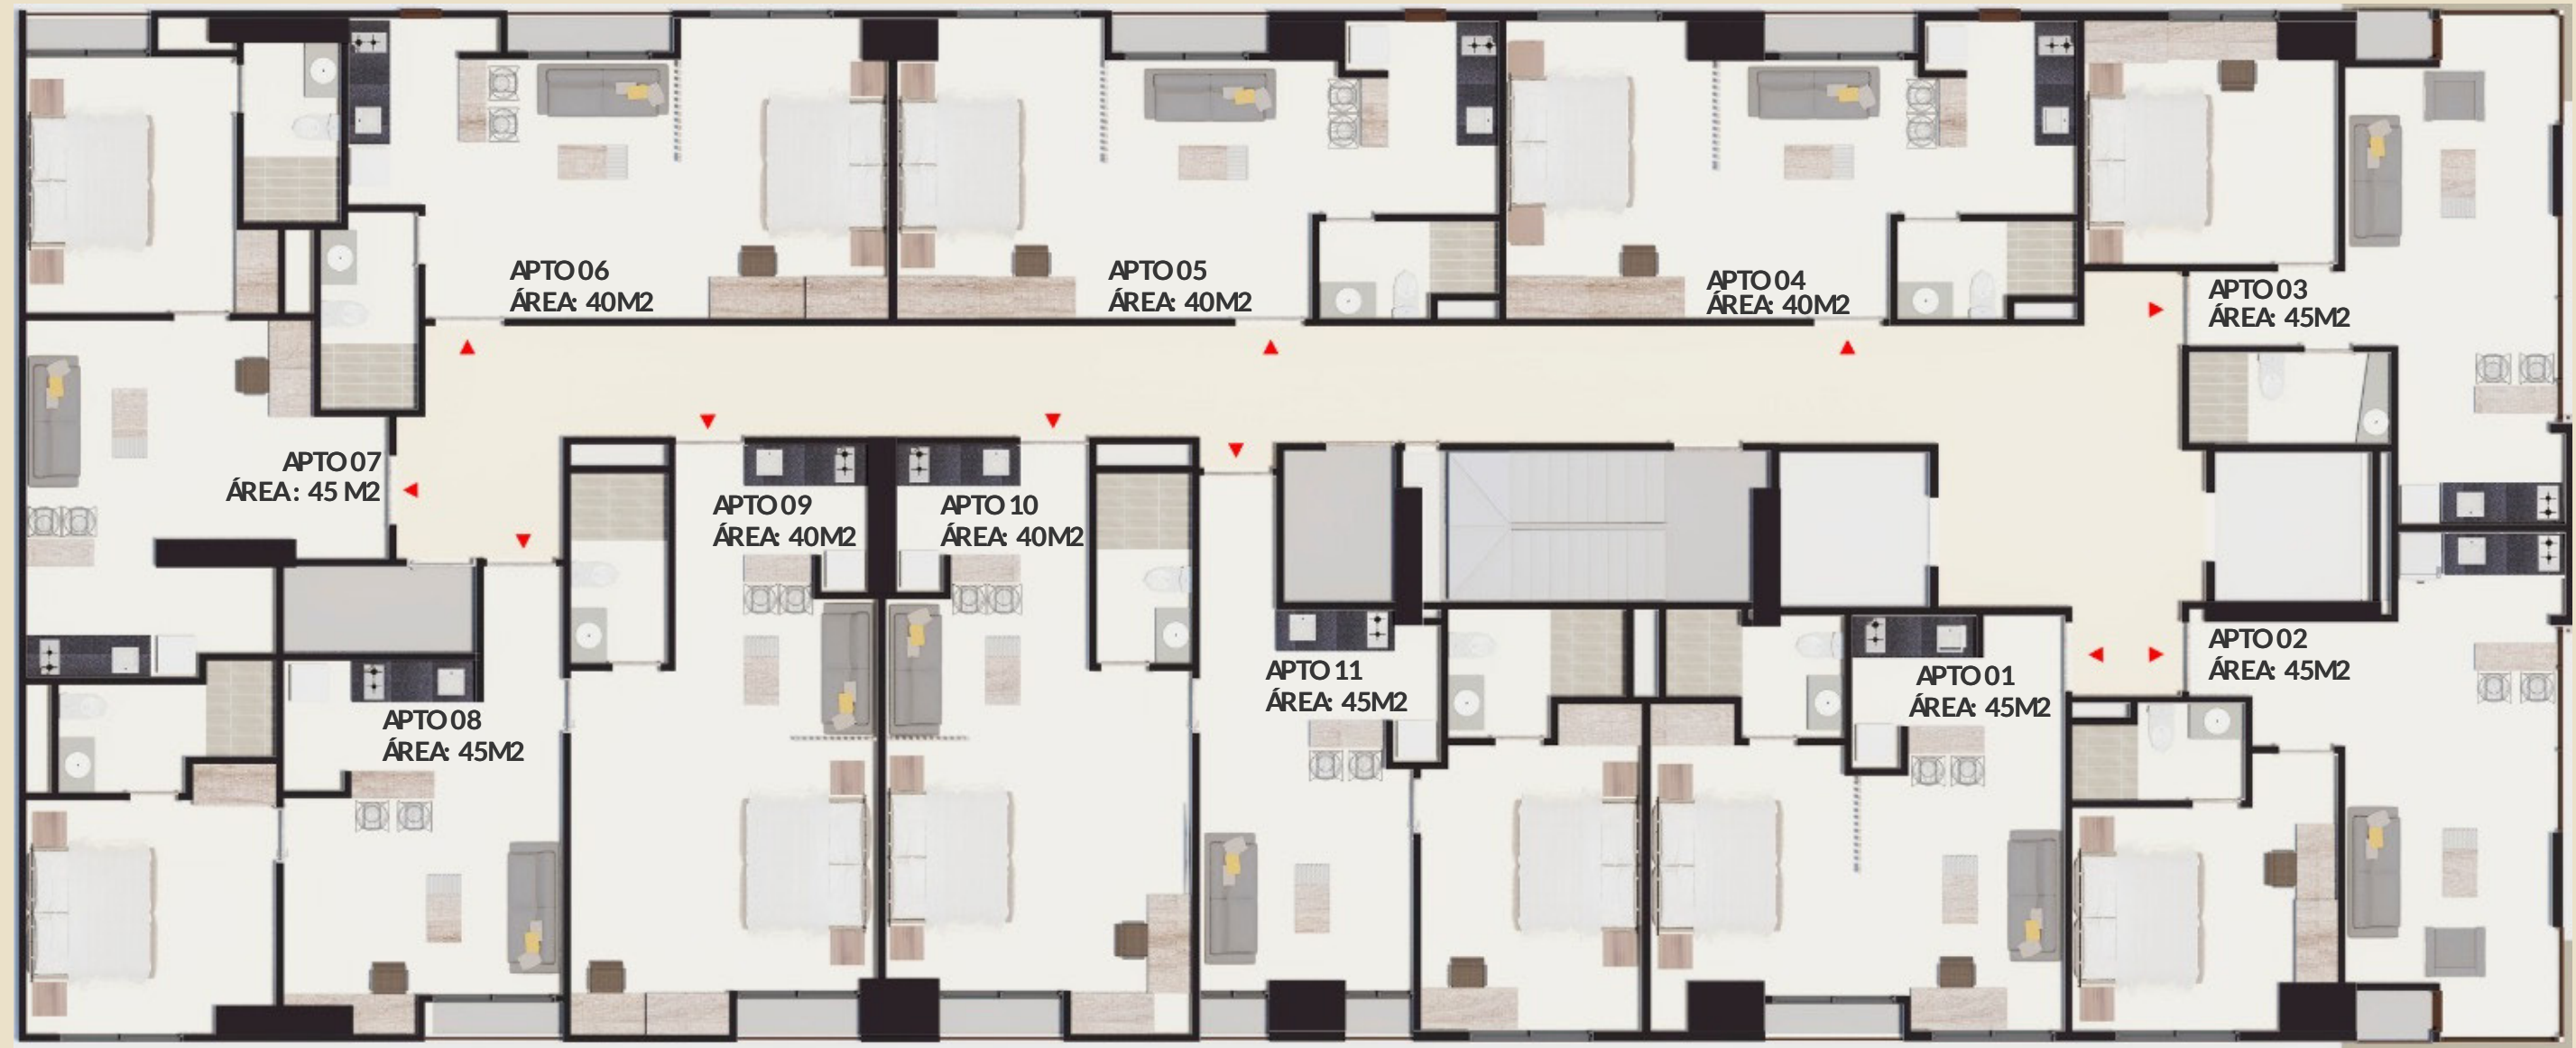 APTO 06
ÁREA: 40M2
APTO 05
ÁREA: 40M2
APTO 04
ÁREA: 40M2
APTO 03
ÁREA: 45M2
APTO 07
ÁREA: 45 M2
APTO 09
ÁREA: 40M2
APTO 10
ÁREA: 40M2
APTO 08
ÁREA: 45M2
APTO 11
ÁREA: 45M2
APTO 01
ÁREA: 45M2
APTO 02
ÁREA: 45M2